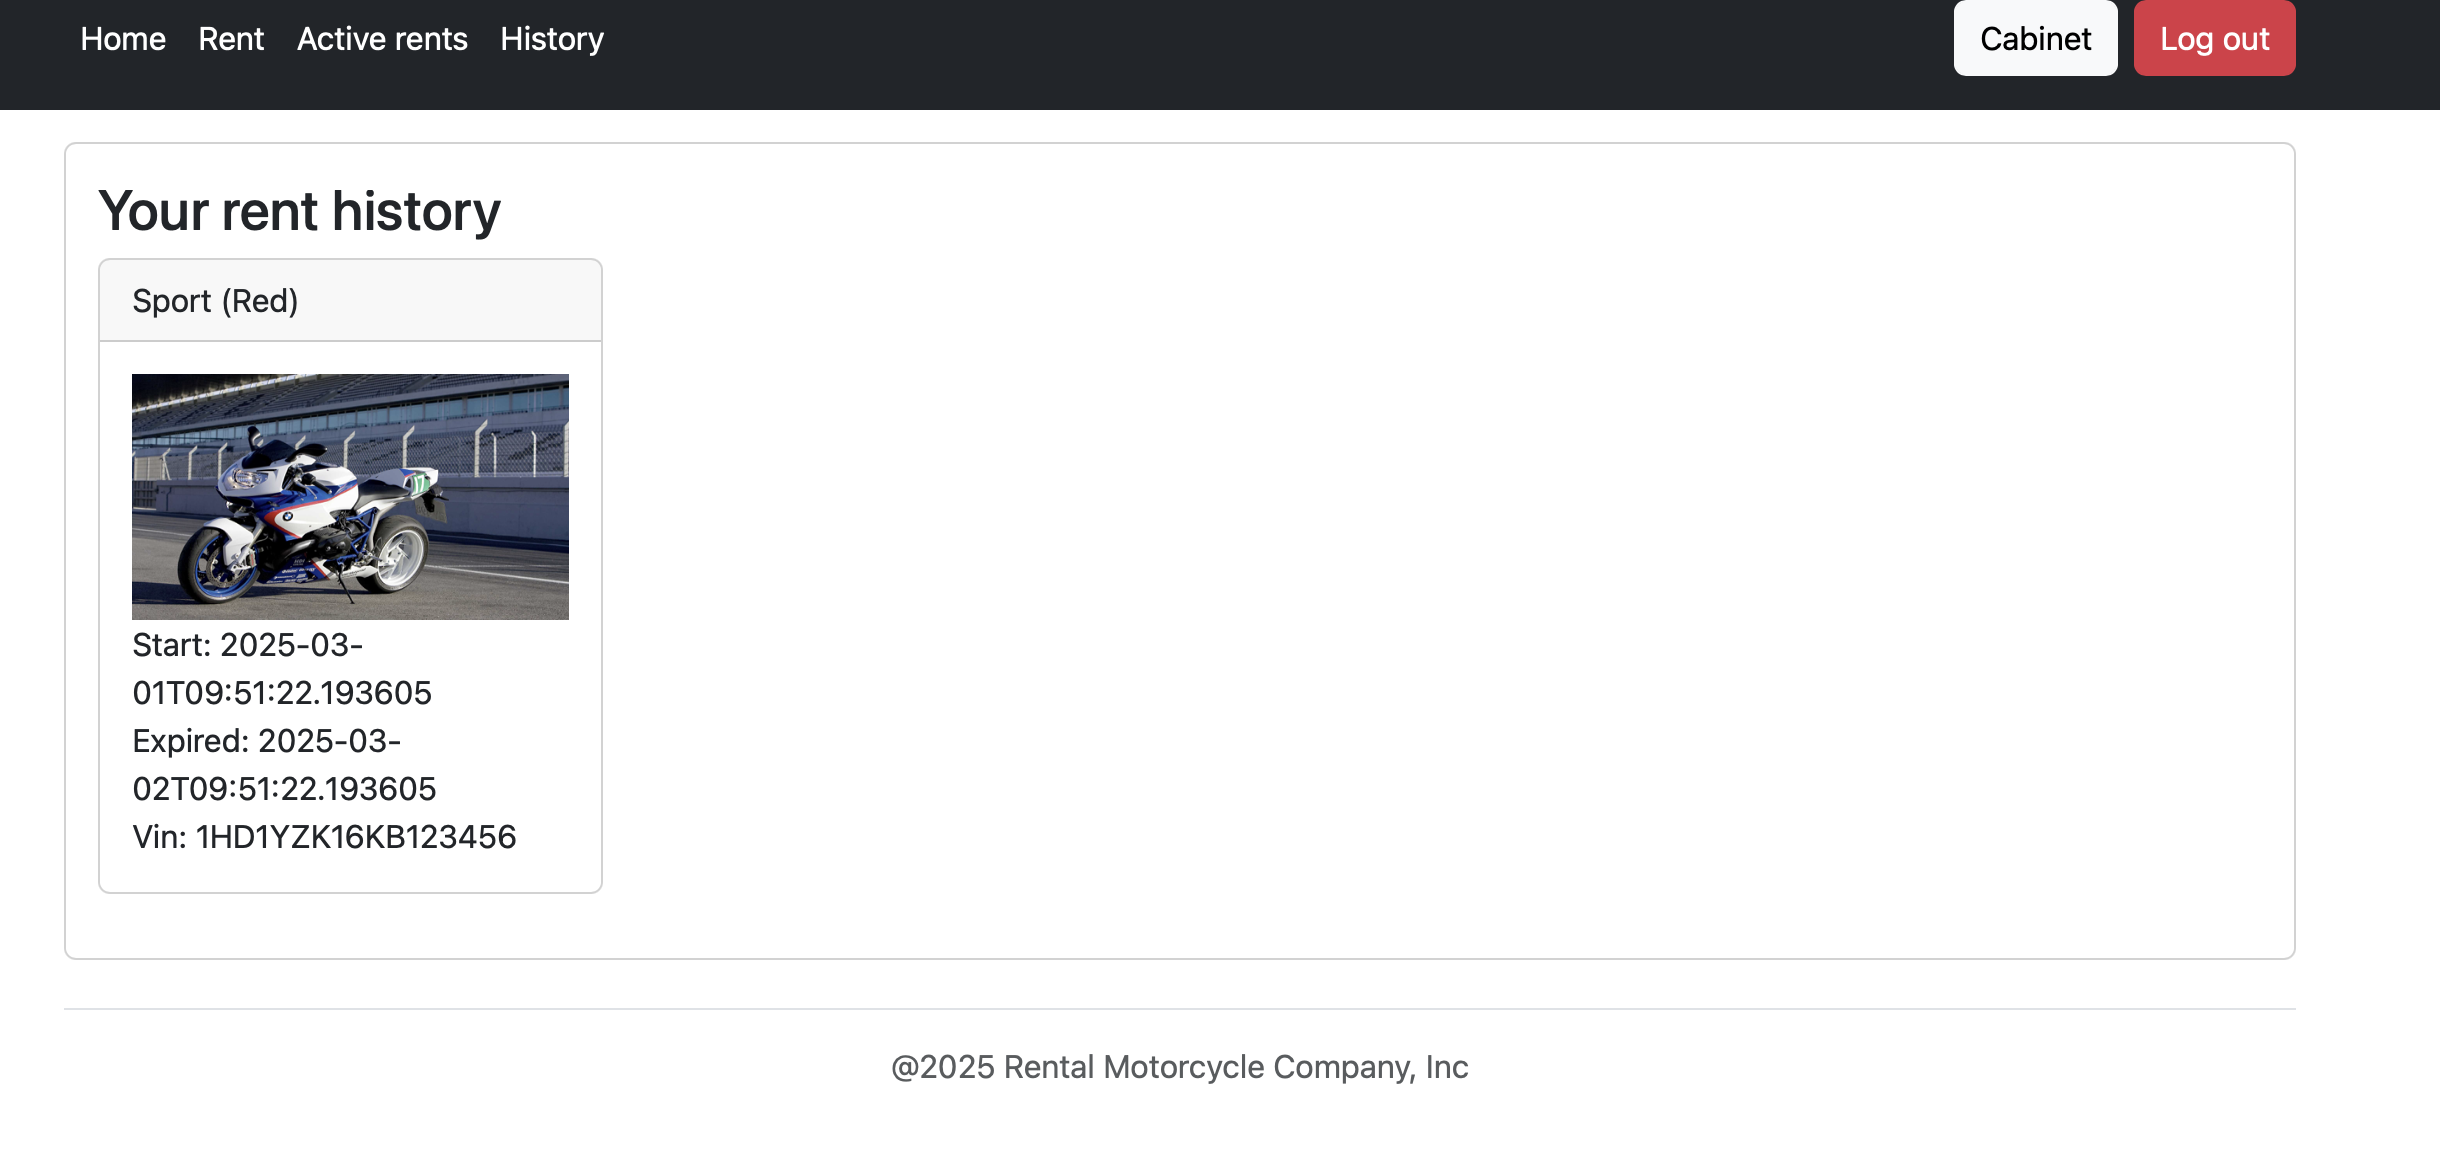 Home Rent Active rents History Cabinet Log out
Your rent history
Sport (Red)
17
Start: 2025-03-
01T09:51:22.193605
Expired: 2025-03-
02T09:51:22.193605
Vin: 1HD1YZK16KB123456
@2025 Rental Motorcycle Company, Inc